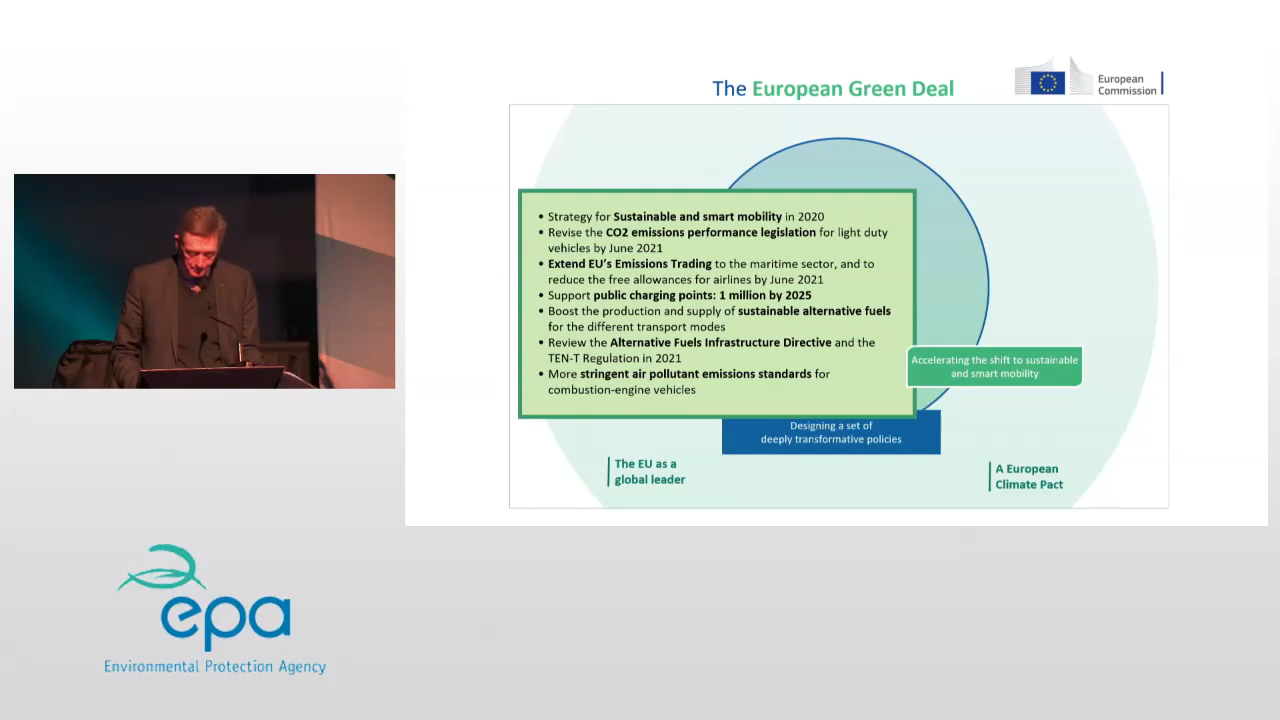 The European Green Deal
European
Commission
• Strategy for Sustainable and smart mobility in 2020
• Revise the CO2 emissions performance legislation for light duty
vehicles by June 2021
• Extend EU's Emissions Trading to the maritime sector, and to
reduce the free allowances for airlines by June 2021
• Support public charging points: 1 million by 2025
• Boost the production and supply of sustainable alternative fuels
for the different transport modes
• Review the Alternative Fuels Infrastructure Directive and the
TEN-T Regulation in 2021
• More stringent air pollutant emissions standards for
combustion-engine vehicles
Accelerating the shift to sustainable
and smart mobility
Designing a set of
deeply transformative policies
The EU as a
global leader
A European
Climate Pact
epa
Environmental Protection Agency